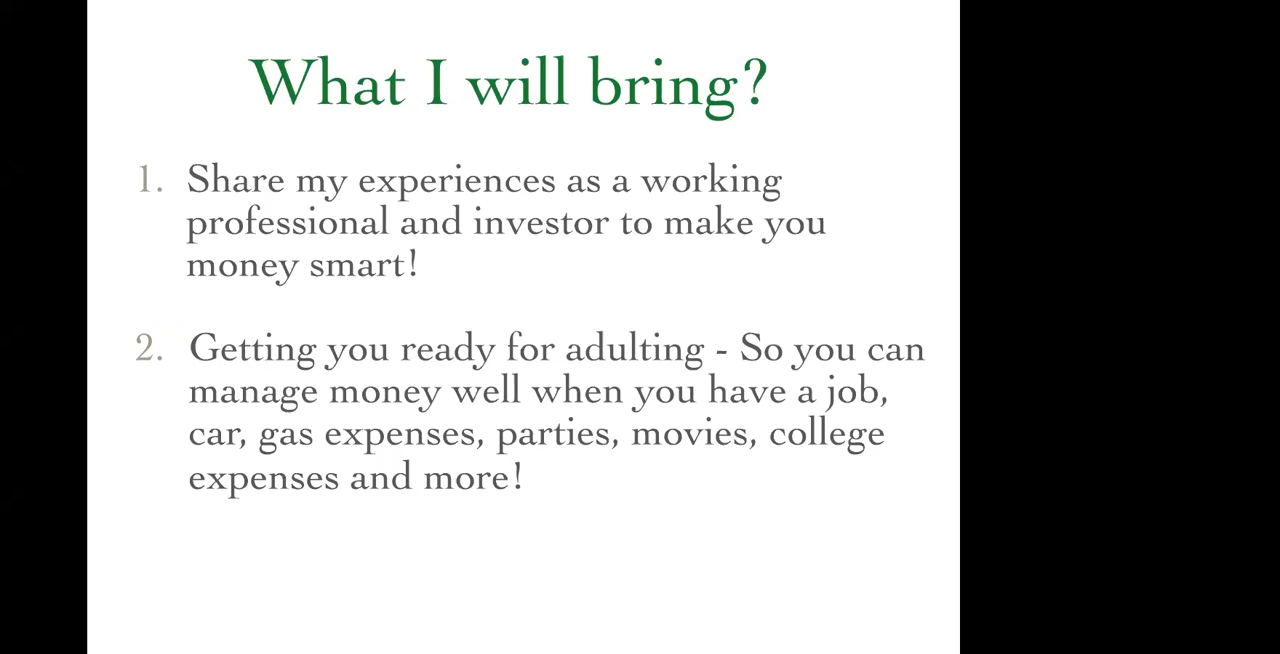 What I will bring?
1. Share my experiences as a working
professional and investor to make you
money smart!
2. Getting you ready for adulting - So you can
manage money well when you have a job,
car, gas expenses, parties, movies, college
expenses and more!